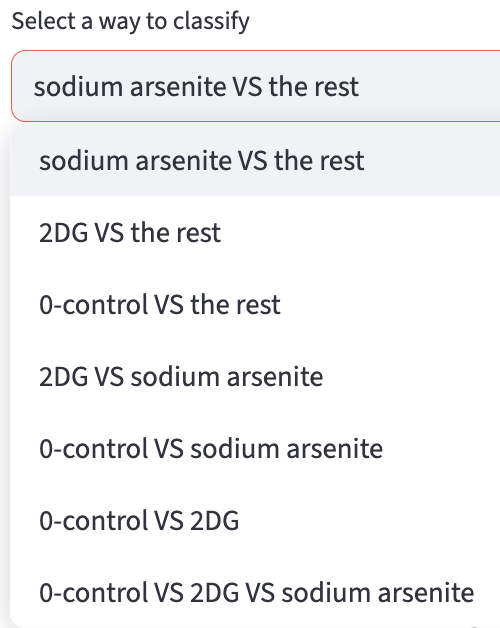 Select a way to classify
sodium arsenite VS the rest
sodium arsenite VS the rest
2DG VS the rest
0-control VS the rest
2DG VS sodium arsenite
0-control VS sodium arsenite
0-control VS 2DG
0-control VS 2DG VS sodium arsenite